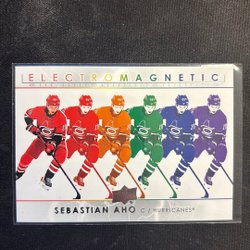 ELECTROMAGNETIC
SEBASTIAN AHO C / HURRICANES®